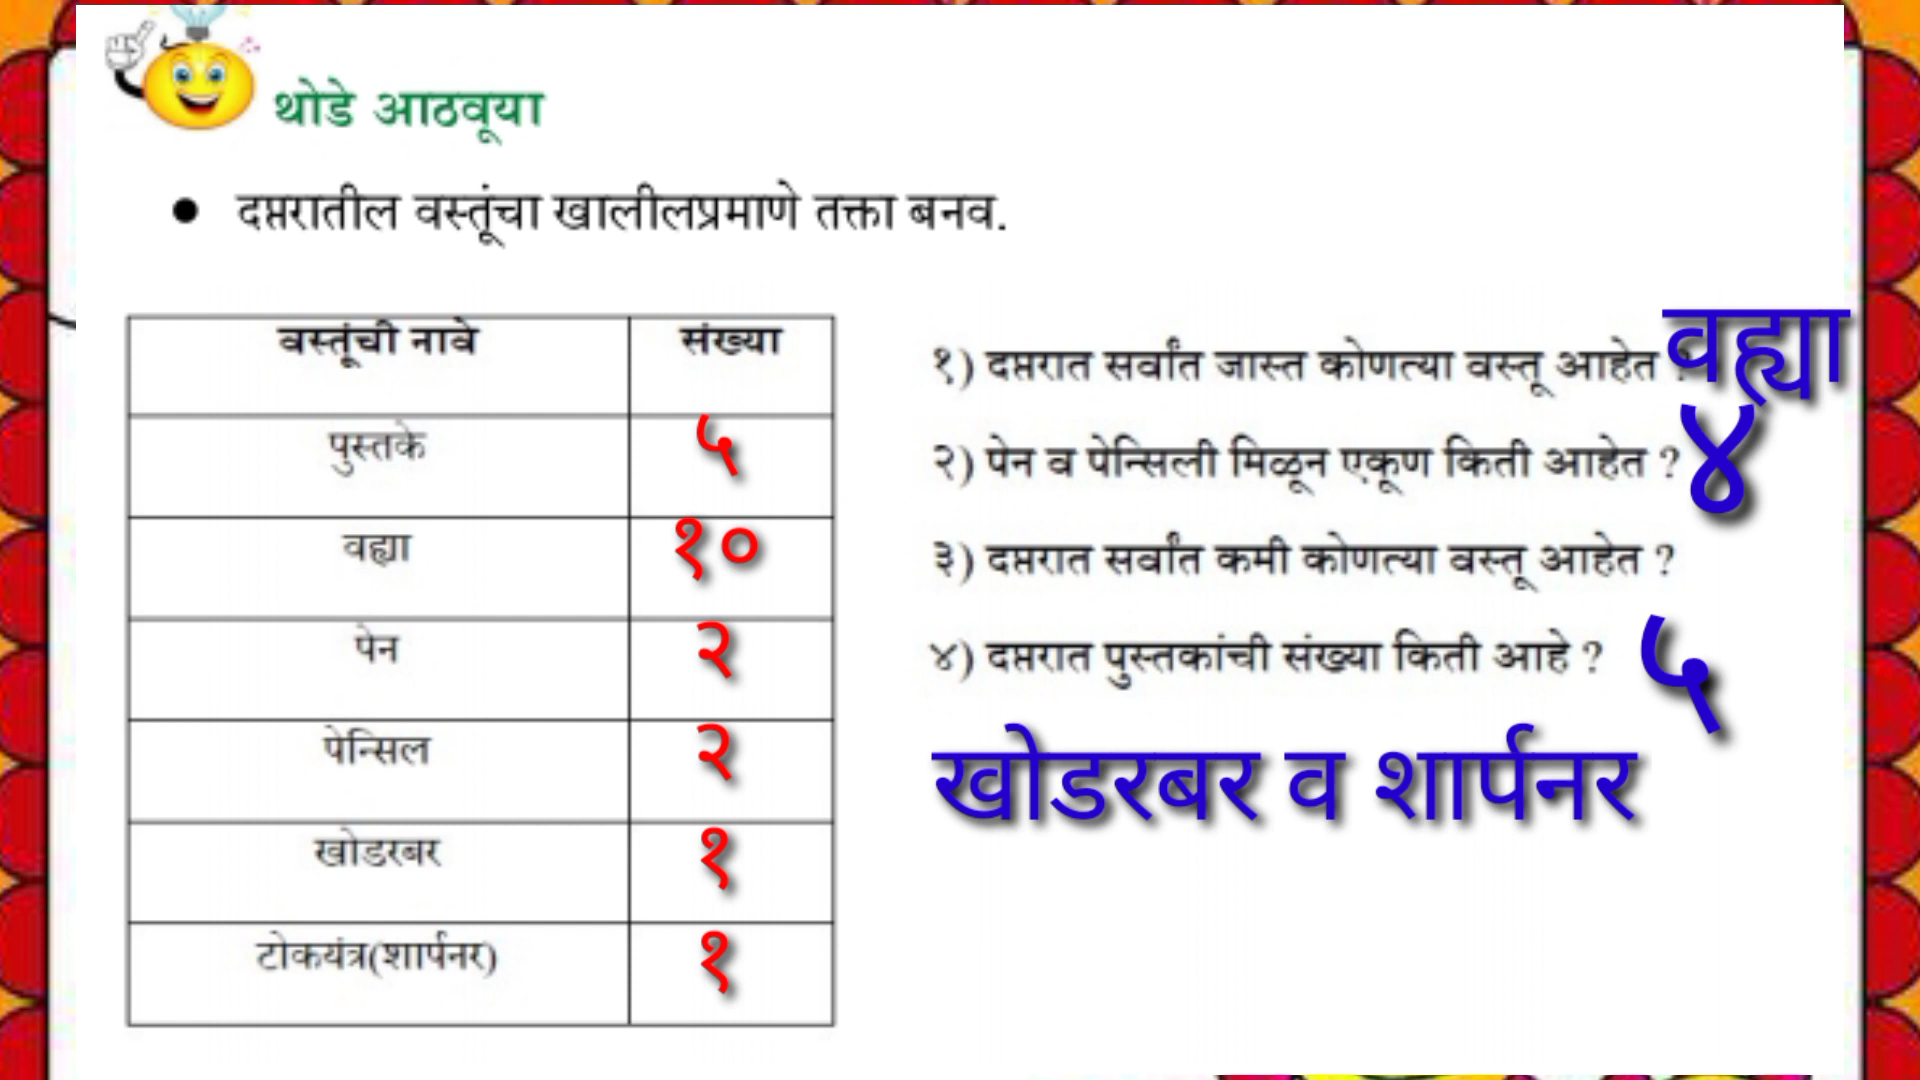 थोडे आठवूया
● दप्तरातील वस्तूंचा खालीलप्रमाणे तक्ता बनव.
वस्तूंची नावे संख्या
पुस्तके ५
वह्या १०
पेन २
पेन्सिल २
खोडरबर १
टोकयंत्र(शार्पनर) १
१) दप्तरात सर्वांत जास्त कोणत्या वस्तू आहेत ? वह्या
२) पेन व पेन्सिली मिळून एकूण किती आहेत ? ४
३) दप्तरात सर्वांत कमी कोणत्या वस्तू आहेत ?
४) दप्तरात पुस्तकांची संख्या किती आहे ? ५
खोडरबर व शार्पनर